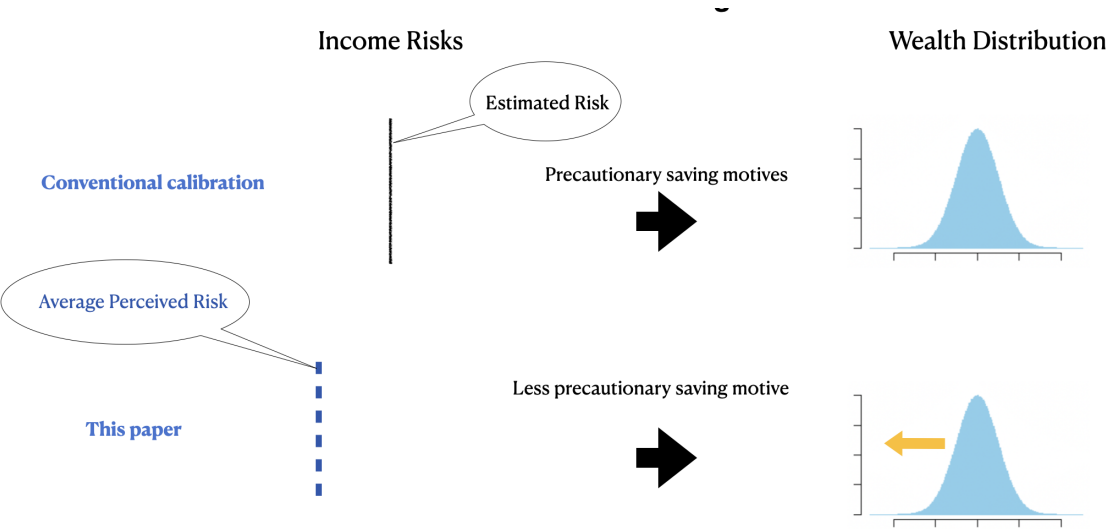 Income Risks
Wealth Distribution
Estimated Risk
Precautionary saving motives
Conventional calibration
Average Perceived Risk
Less precautionary saving motive
This paper